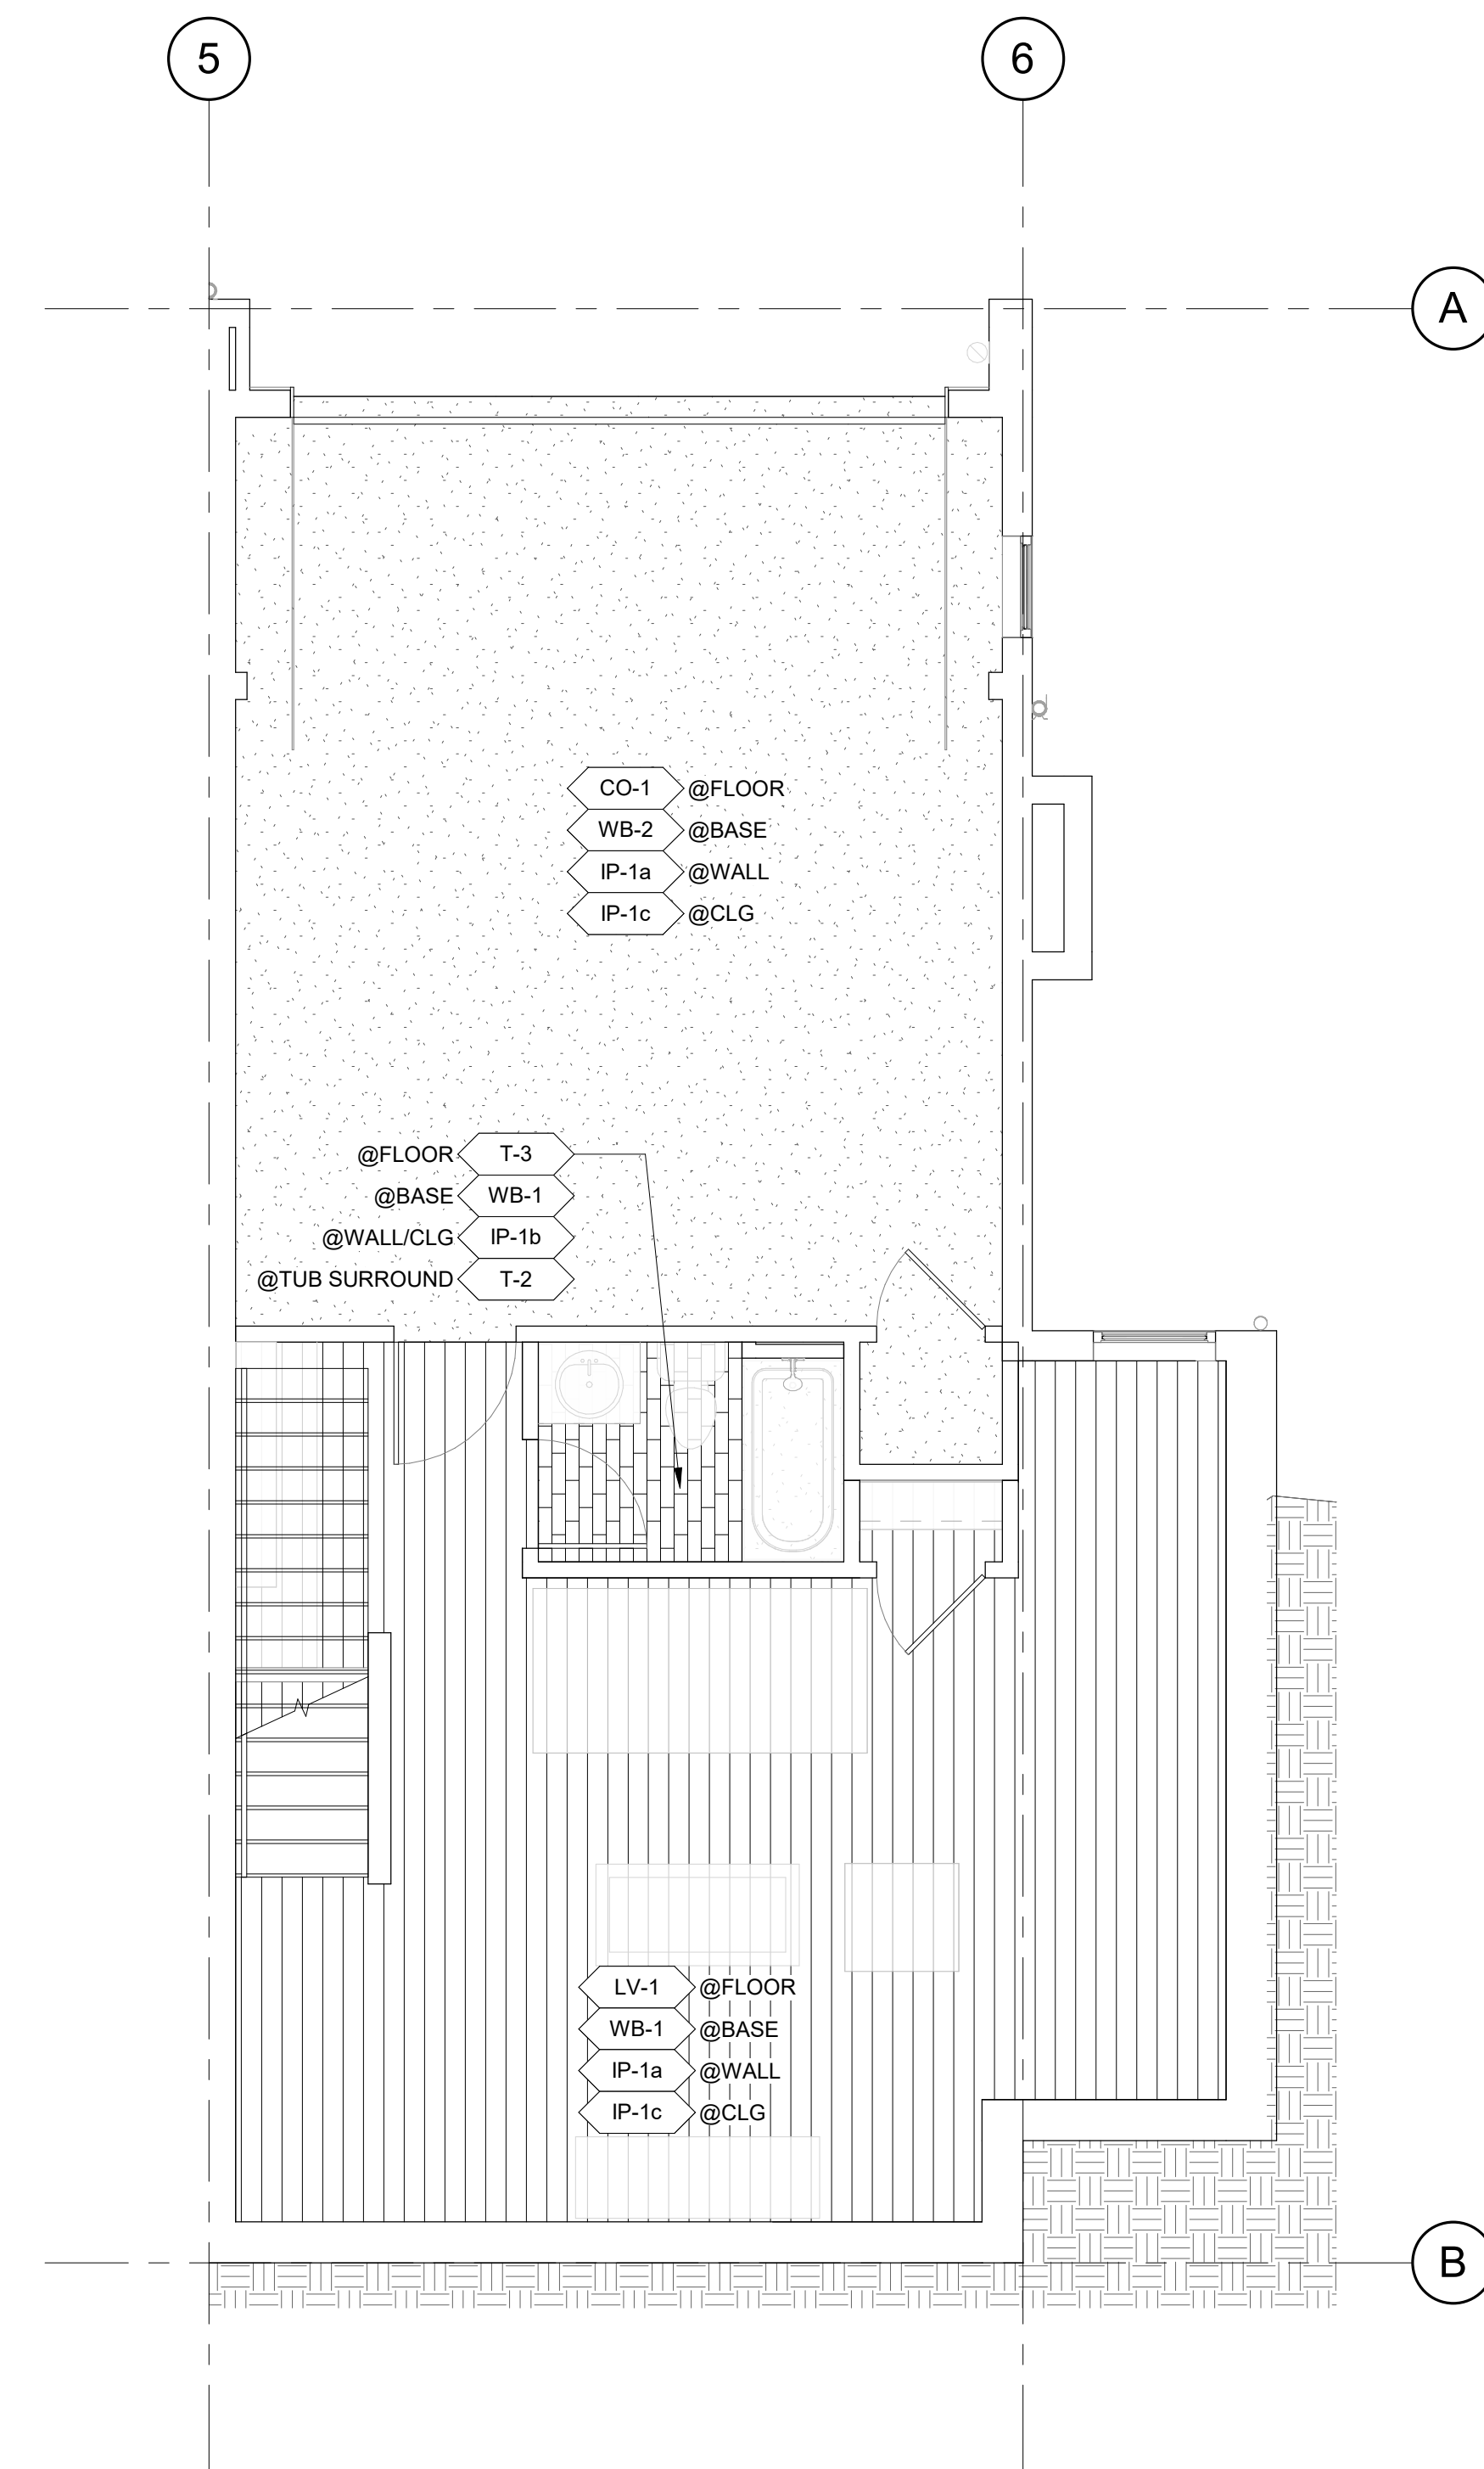 5
6
A
CO-1 @FLOOR
WB-2 @BASE
IP-1a @WALL
IP-1c @CLG
@FLOOR T-3
@BASE WB-1
@WALL/CLG IP-1b
@TUB SURROUND T-2
LV-1 @FLOOR
WB-1 @BASE
IP-1a @WALL
IP-1c @CLG
B